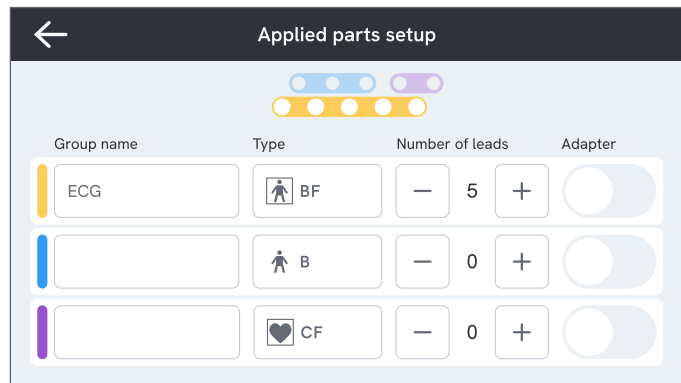 Applied parts setup
Group name Type Number of leads Adapter
ECG BF 5
B 0
CF 0